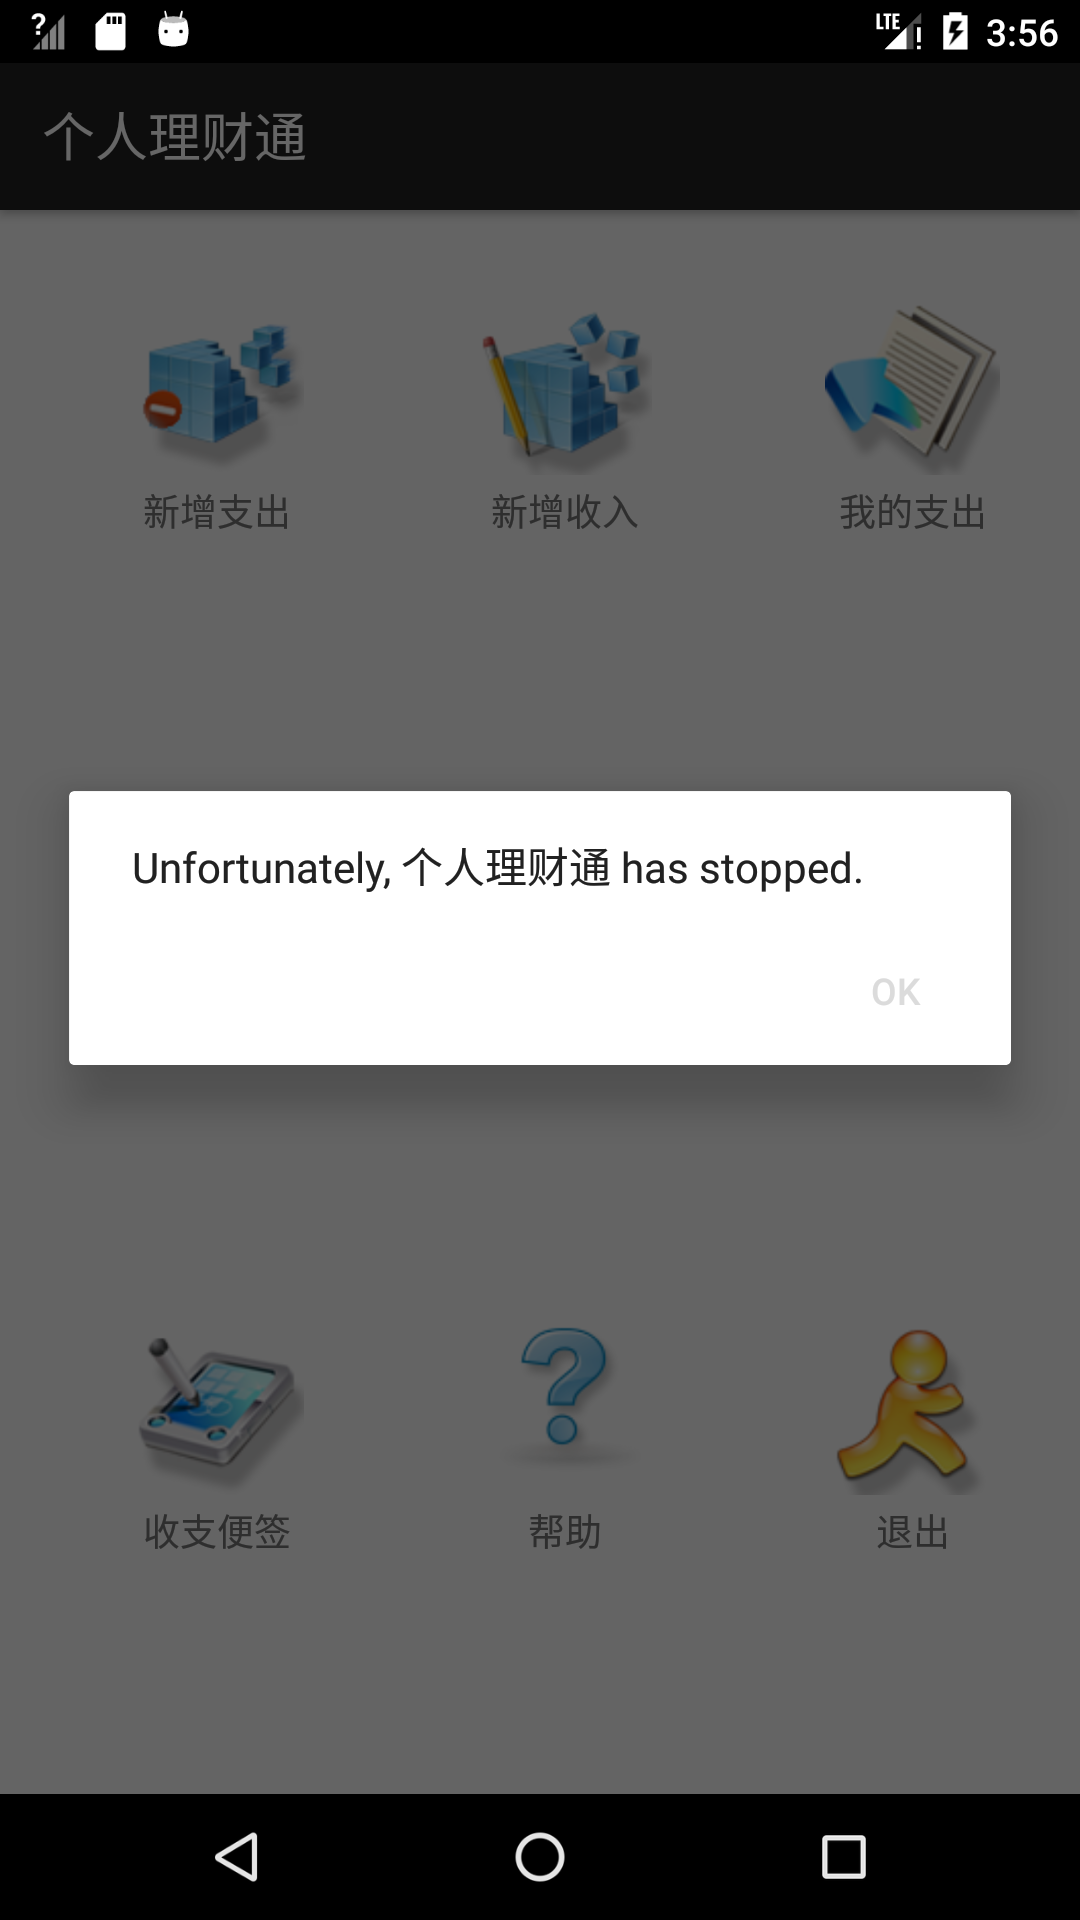 LTE 3:56
个人理财通
新增支出
新增收入
我的支出
Unfortunately, 个人理财通 has stopped.
OK
收支便签
帮助
退出